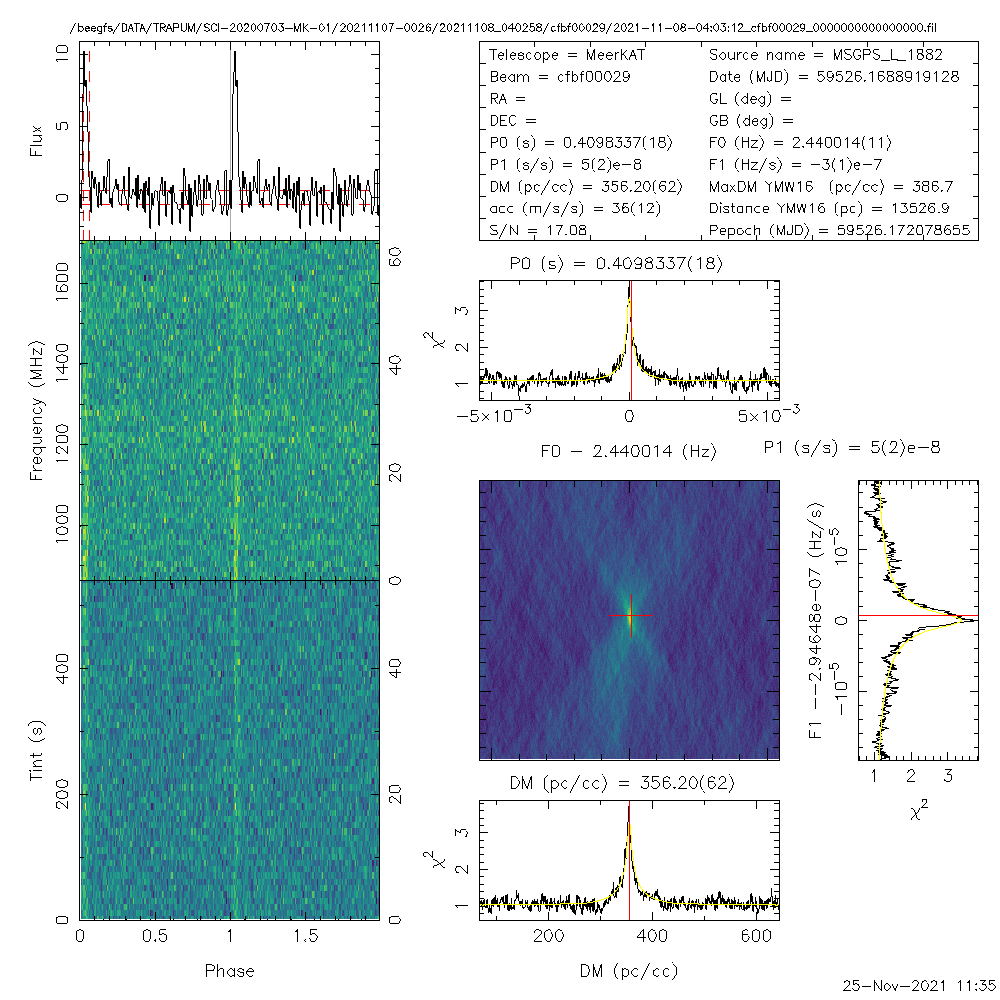 /beegfs/DATA/TRAPUM/SCI-20200703-MK-01/20211107-0026/20211108_040258/cfbf00029/2021-11-08-04:03:12_cfbf00029_0000000000000000.fil
Telescope = MeerKAT
Source name = MSGPS_L_1882
Beam = cfbf00029
Date (MJD) = 59526.1688919128
RA =
GL (deg) =
DEC =
GB (deg) =
P0 (s) = 0.4098337(18)
F0 (Hz) = 2.440014(11)
P1 (s/s) = 5(2)e-8
F1 (Hz/s) = -3(1)e-7
DM (pc/cc) = 356.20(62)
MaxDM YMW16 (pc/cc) = 386.7
acc (m/s/s) = 36(12)
Distance YMW16 (pc) = 13526.9
S/N = 17.08
Pepoch (MJD) = 59526.172078655
Flux
10
5
0
Frequency (MHz)
1600
1400
1200
1000
60
40
20
0
Tint (s)
400
200
0
40
20
0
0 0.5 1 1.5
Phase
P0 (s) = 0.4098337(18)
χ²
3
2
1
-5×10⁻³ 0 5×10⁻³
F0 - 2.440014 (Hz)
P1 (s/s) = 5(2)e-8
F1 --2.94648e-07 (Hz/s)
10⁻⁵
0
-10⁻⁵
1 2 3
χ²
DM (pc/cc) = 356.20(62)
χ²
3
2
1
200 400 600
DM (pc/cc)
25-Nov-2021 11:35